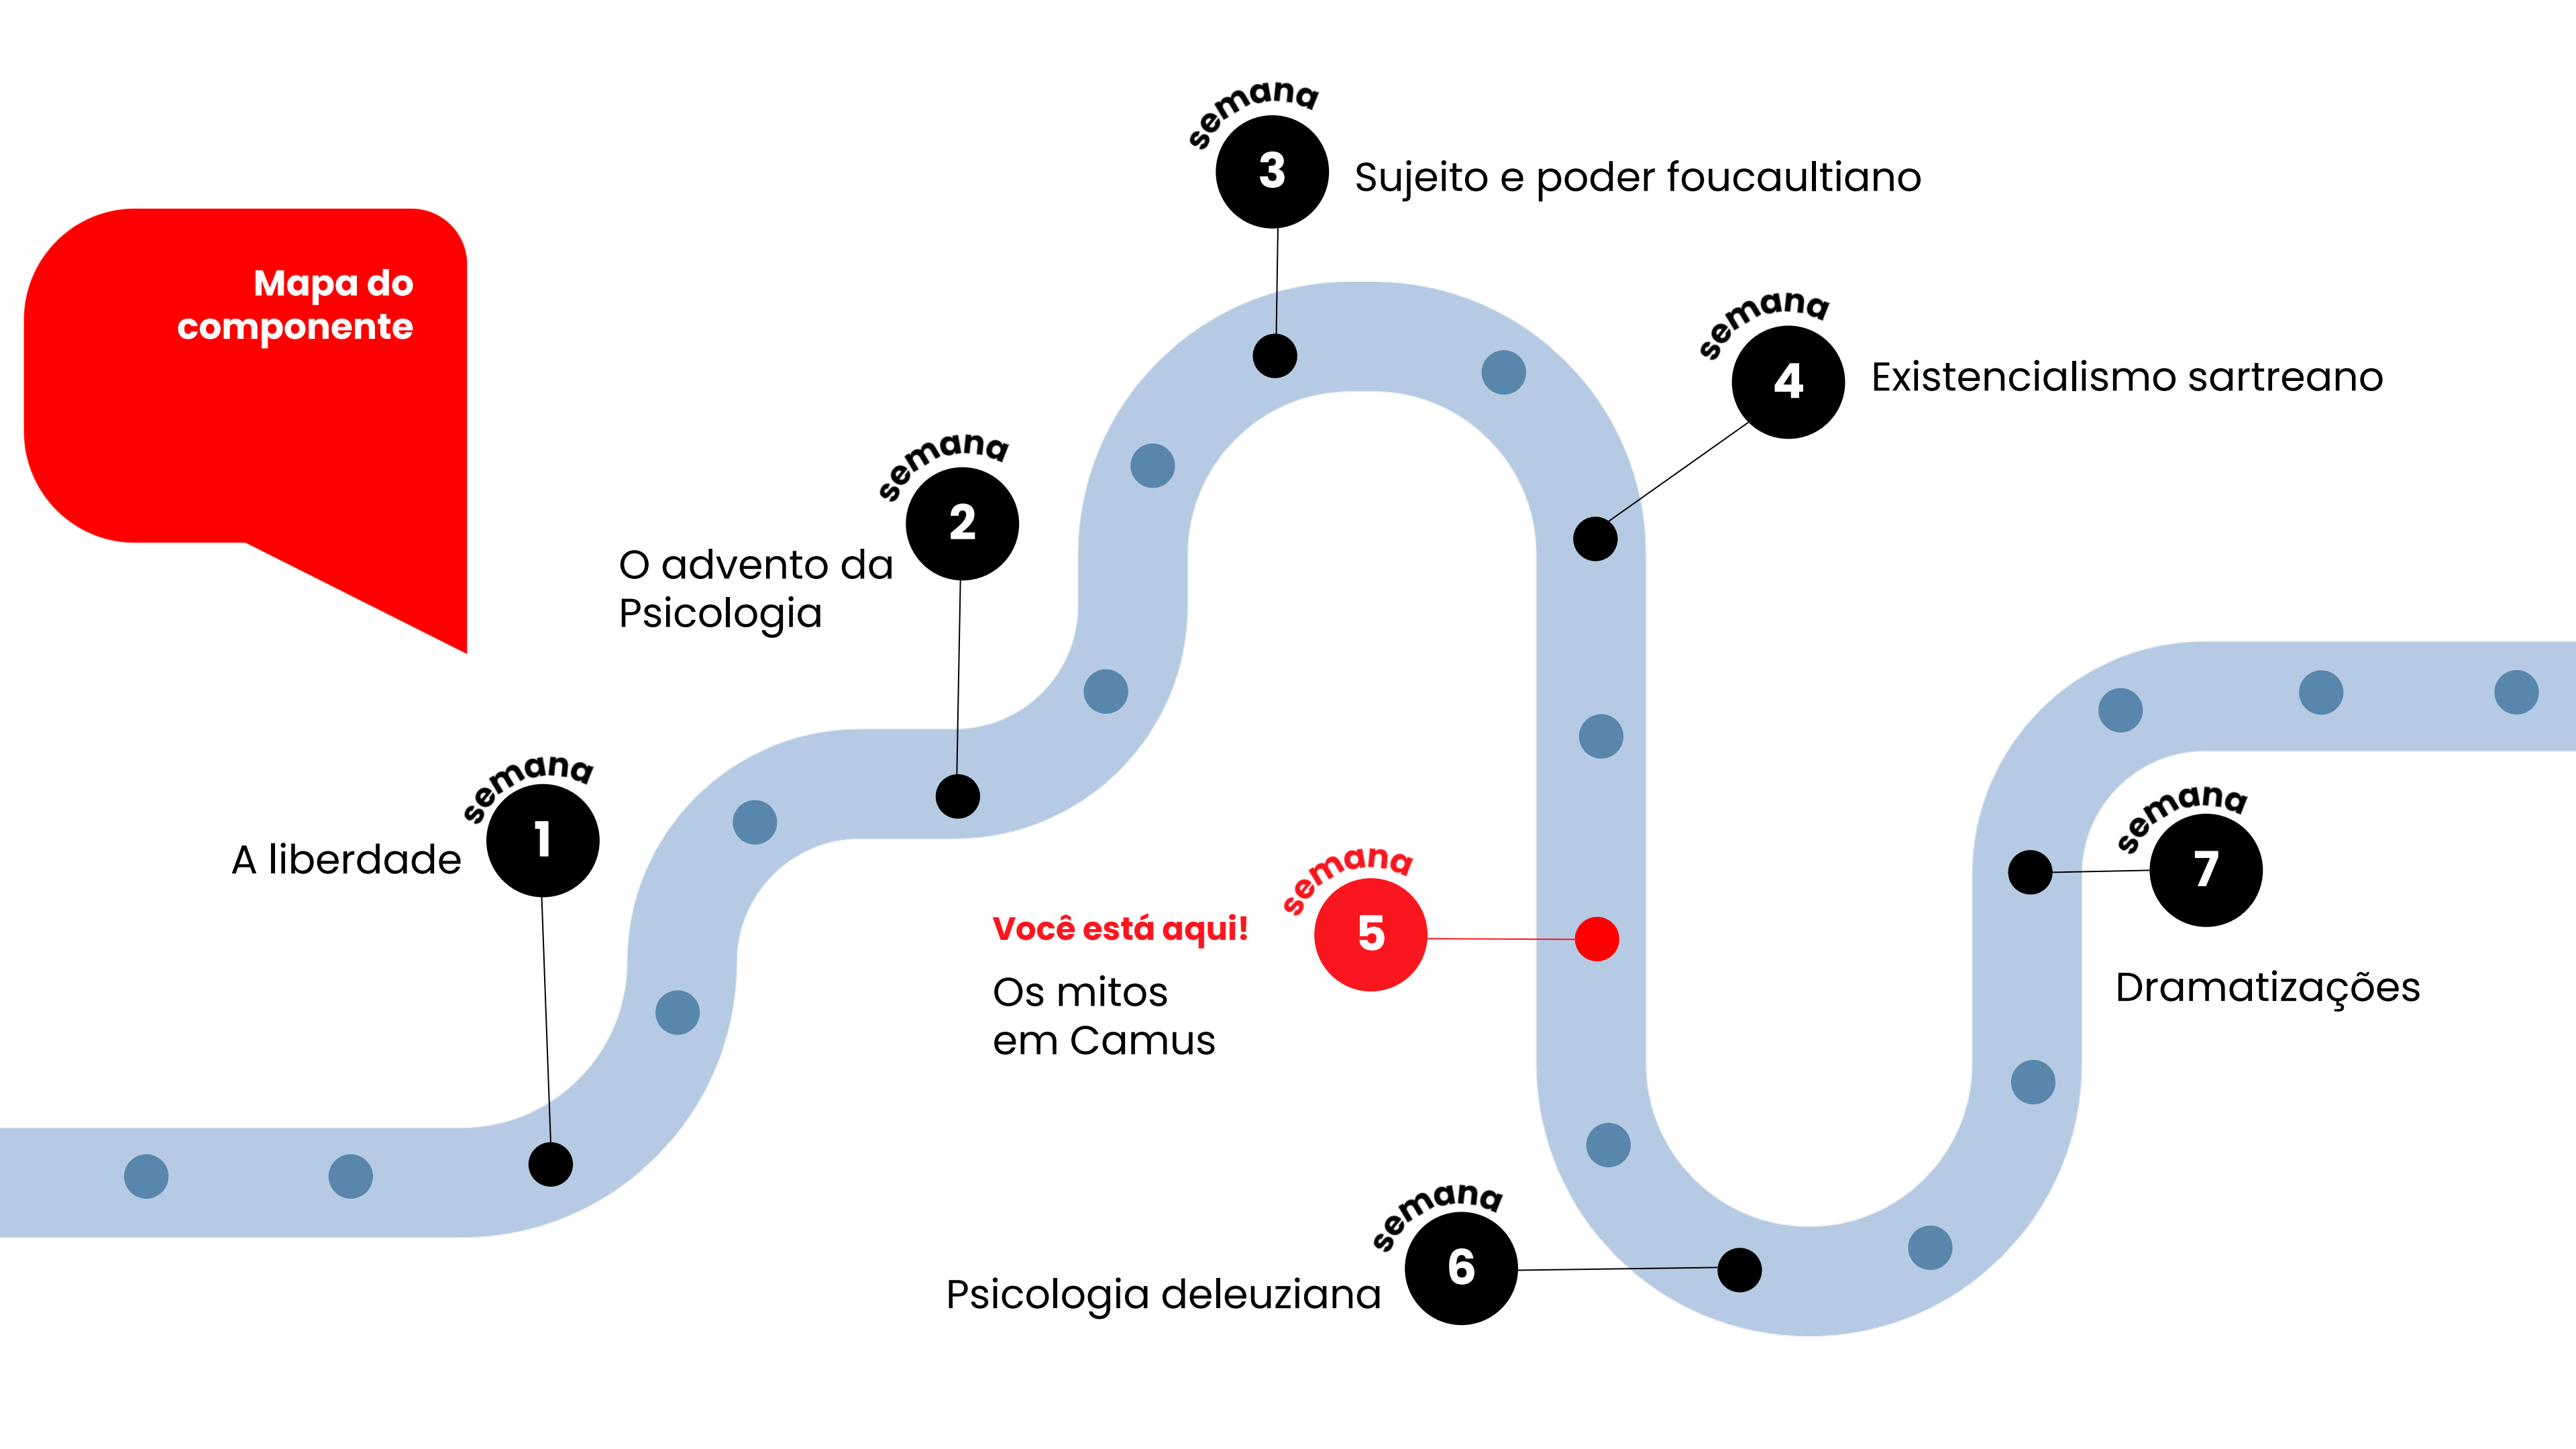 Mapa do
componente
semana
1
A liberdade
semana
2
O advento da
Psicologia
semana
3
Sujeito e poder foucaultiano
semana
4
Existencialismo sartreano
semana
5
Você está aqui!
Os mitos
em Camus
semana
6
Psicologia deleuziana
semana
7
Dramatizações